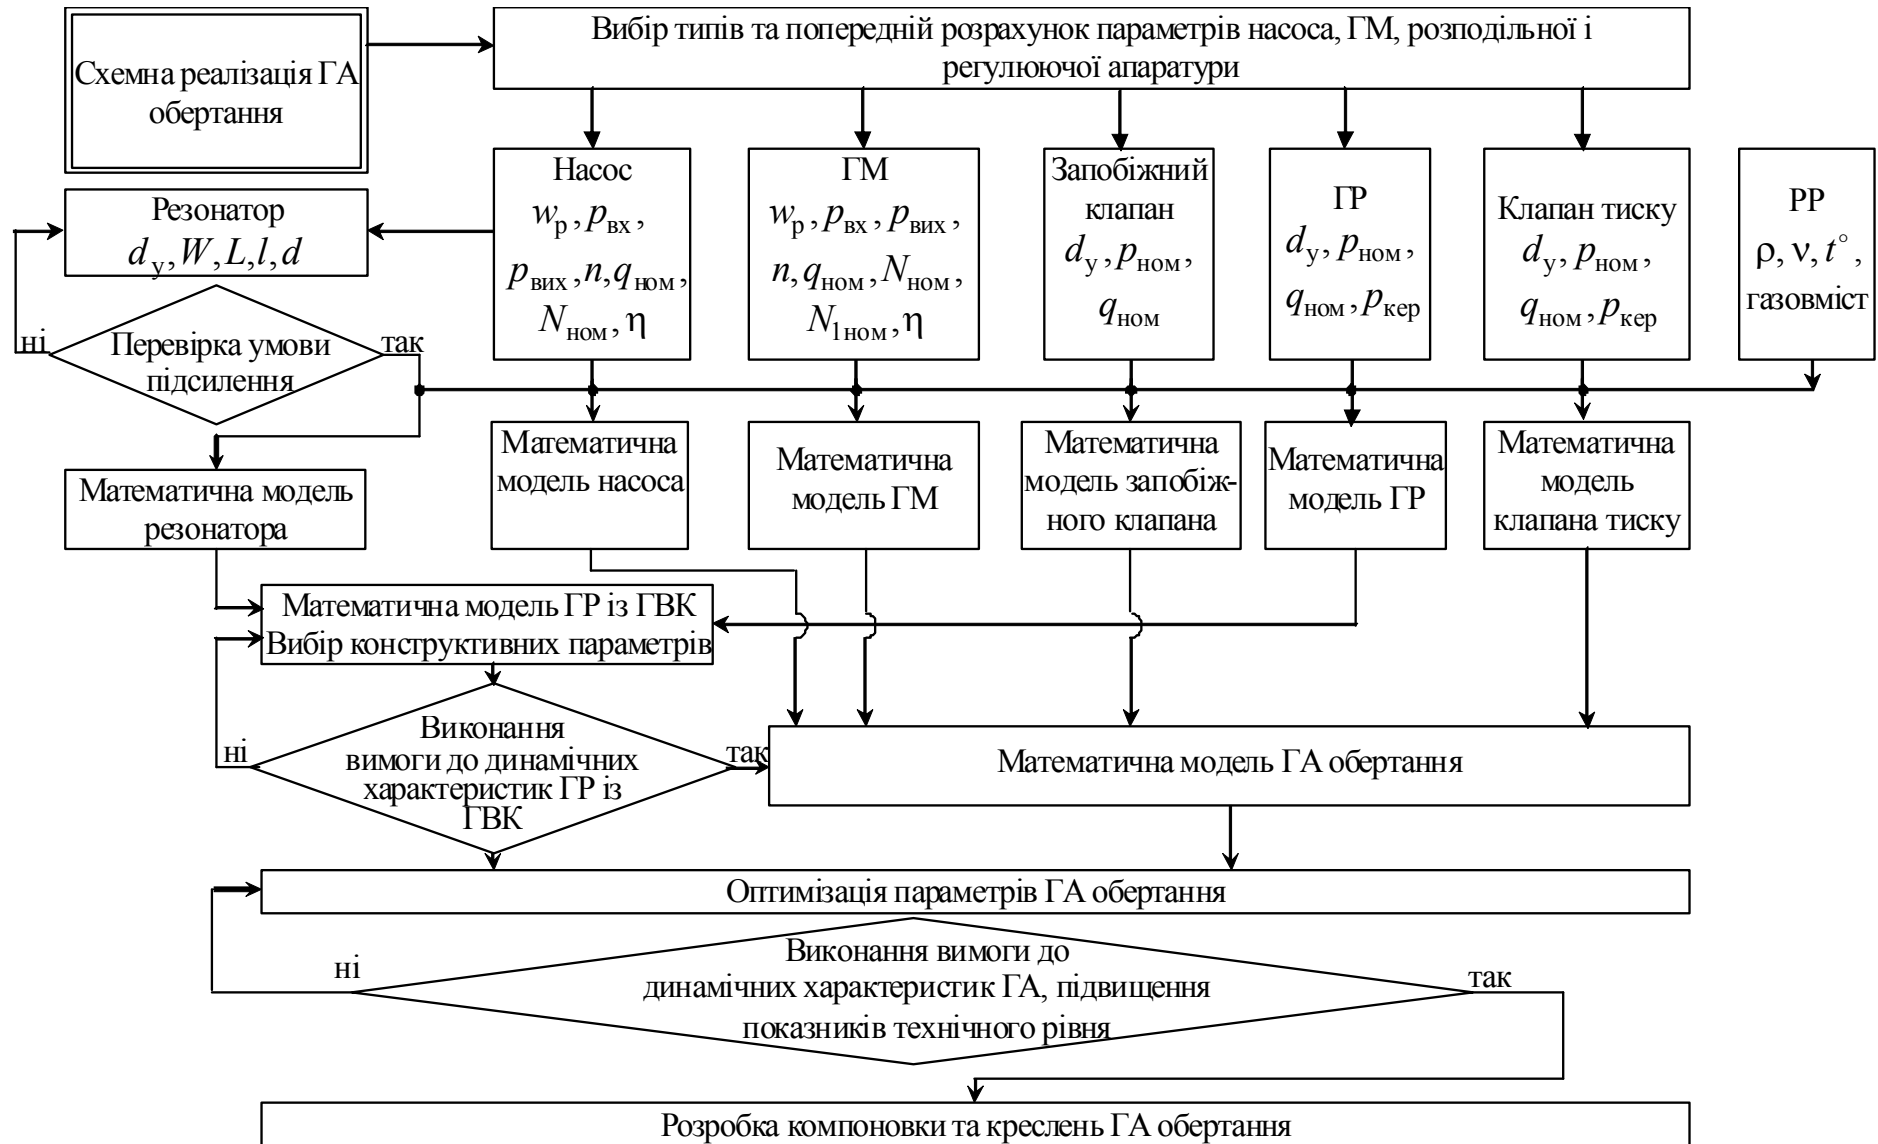 Схемна реалізація ГА
обертання
Вибір типів та попередній розрахунок параметрів насоса, ГМ, розподільної і
регулюючої апаратури
Насос
w_р, p_вх,
p_вих, n, q_ном,
N_ном, η
ГМ
w_р, p_вх, p_вих,
n, q_ном, N_ном,
N_1ном, η
Запобіжний
клапан
d_у, p_ном,
q_ном
ГР
d_у, p_ном,
q_ном, p_кер
Клапан тиску
d_у, p_ном,
q_ном, p_кер
РР
ρ, ν, t°,
газовміст
Резонатор
d_у, W, L, l, d
ні
Перевірка умови
підсилення
так
Математична модель
резонатора
Математична
модель насоса
Математична
модель ГМ
Математична
модель запобіж-
ного клапана
Математична
модель ГР
Математична
модель
клапана тиску
Математична модель ГР із ГВК
Вибір конструктивних параметрів
ні
Виконання
вимоги до динамічних
характеристик ГР із
ГВК
так
Математична модель ГА обертання
Оптимізація параметрів ГА обертання
ні
Виконання вимоги до
динамічних характеристик ГА, підвищення
показників технічного рівня
так
Розробка компоновки та креслень ГА обертання